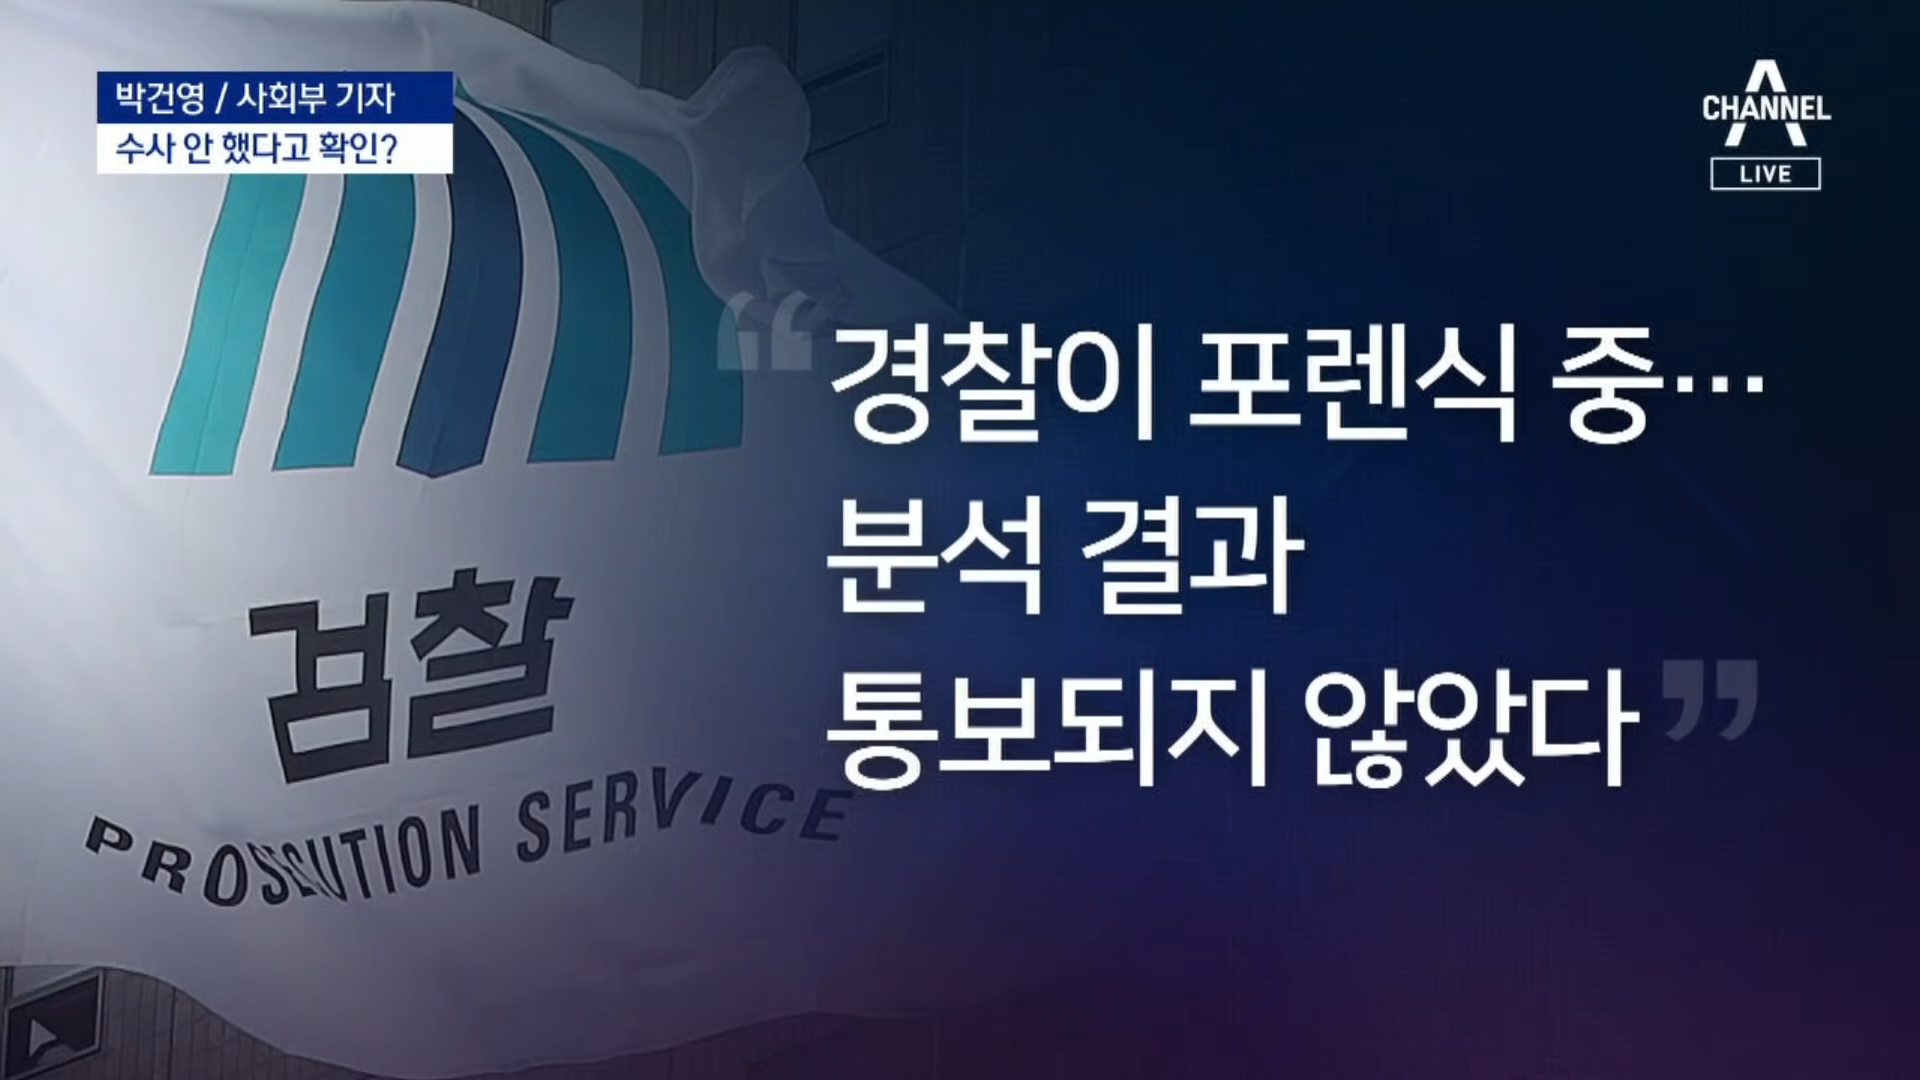 박건영 / 사회부 기자
수사 안 했다고 확인?
CHANNEL A
LIVE
“경찰이 포렌식 중…
분석 결과
통보되지 않았다”
검찰
PROSECUTION SERVICE